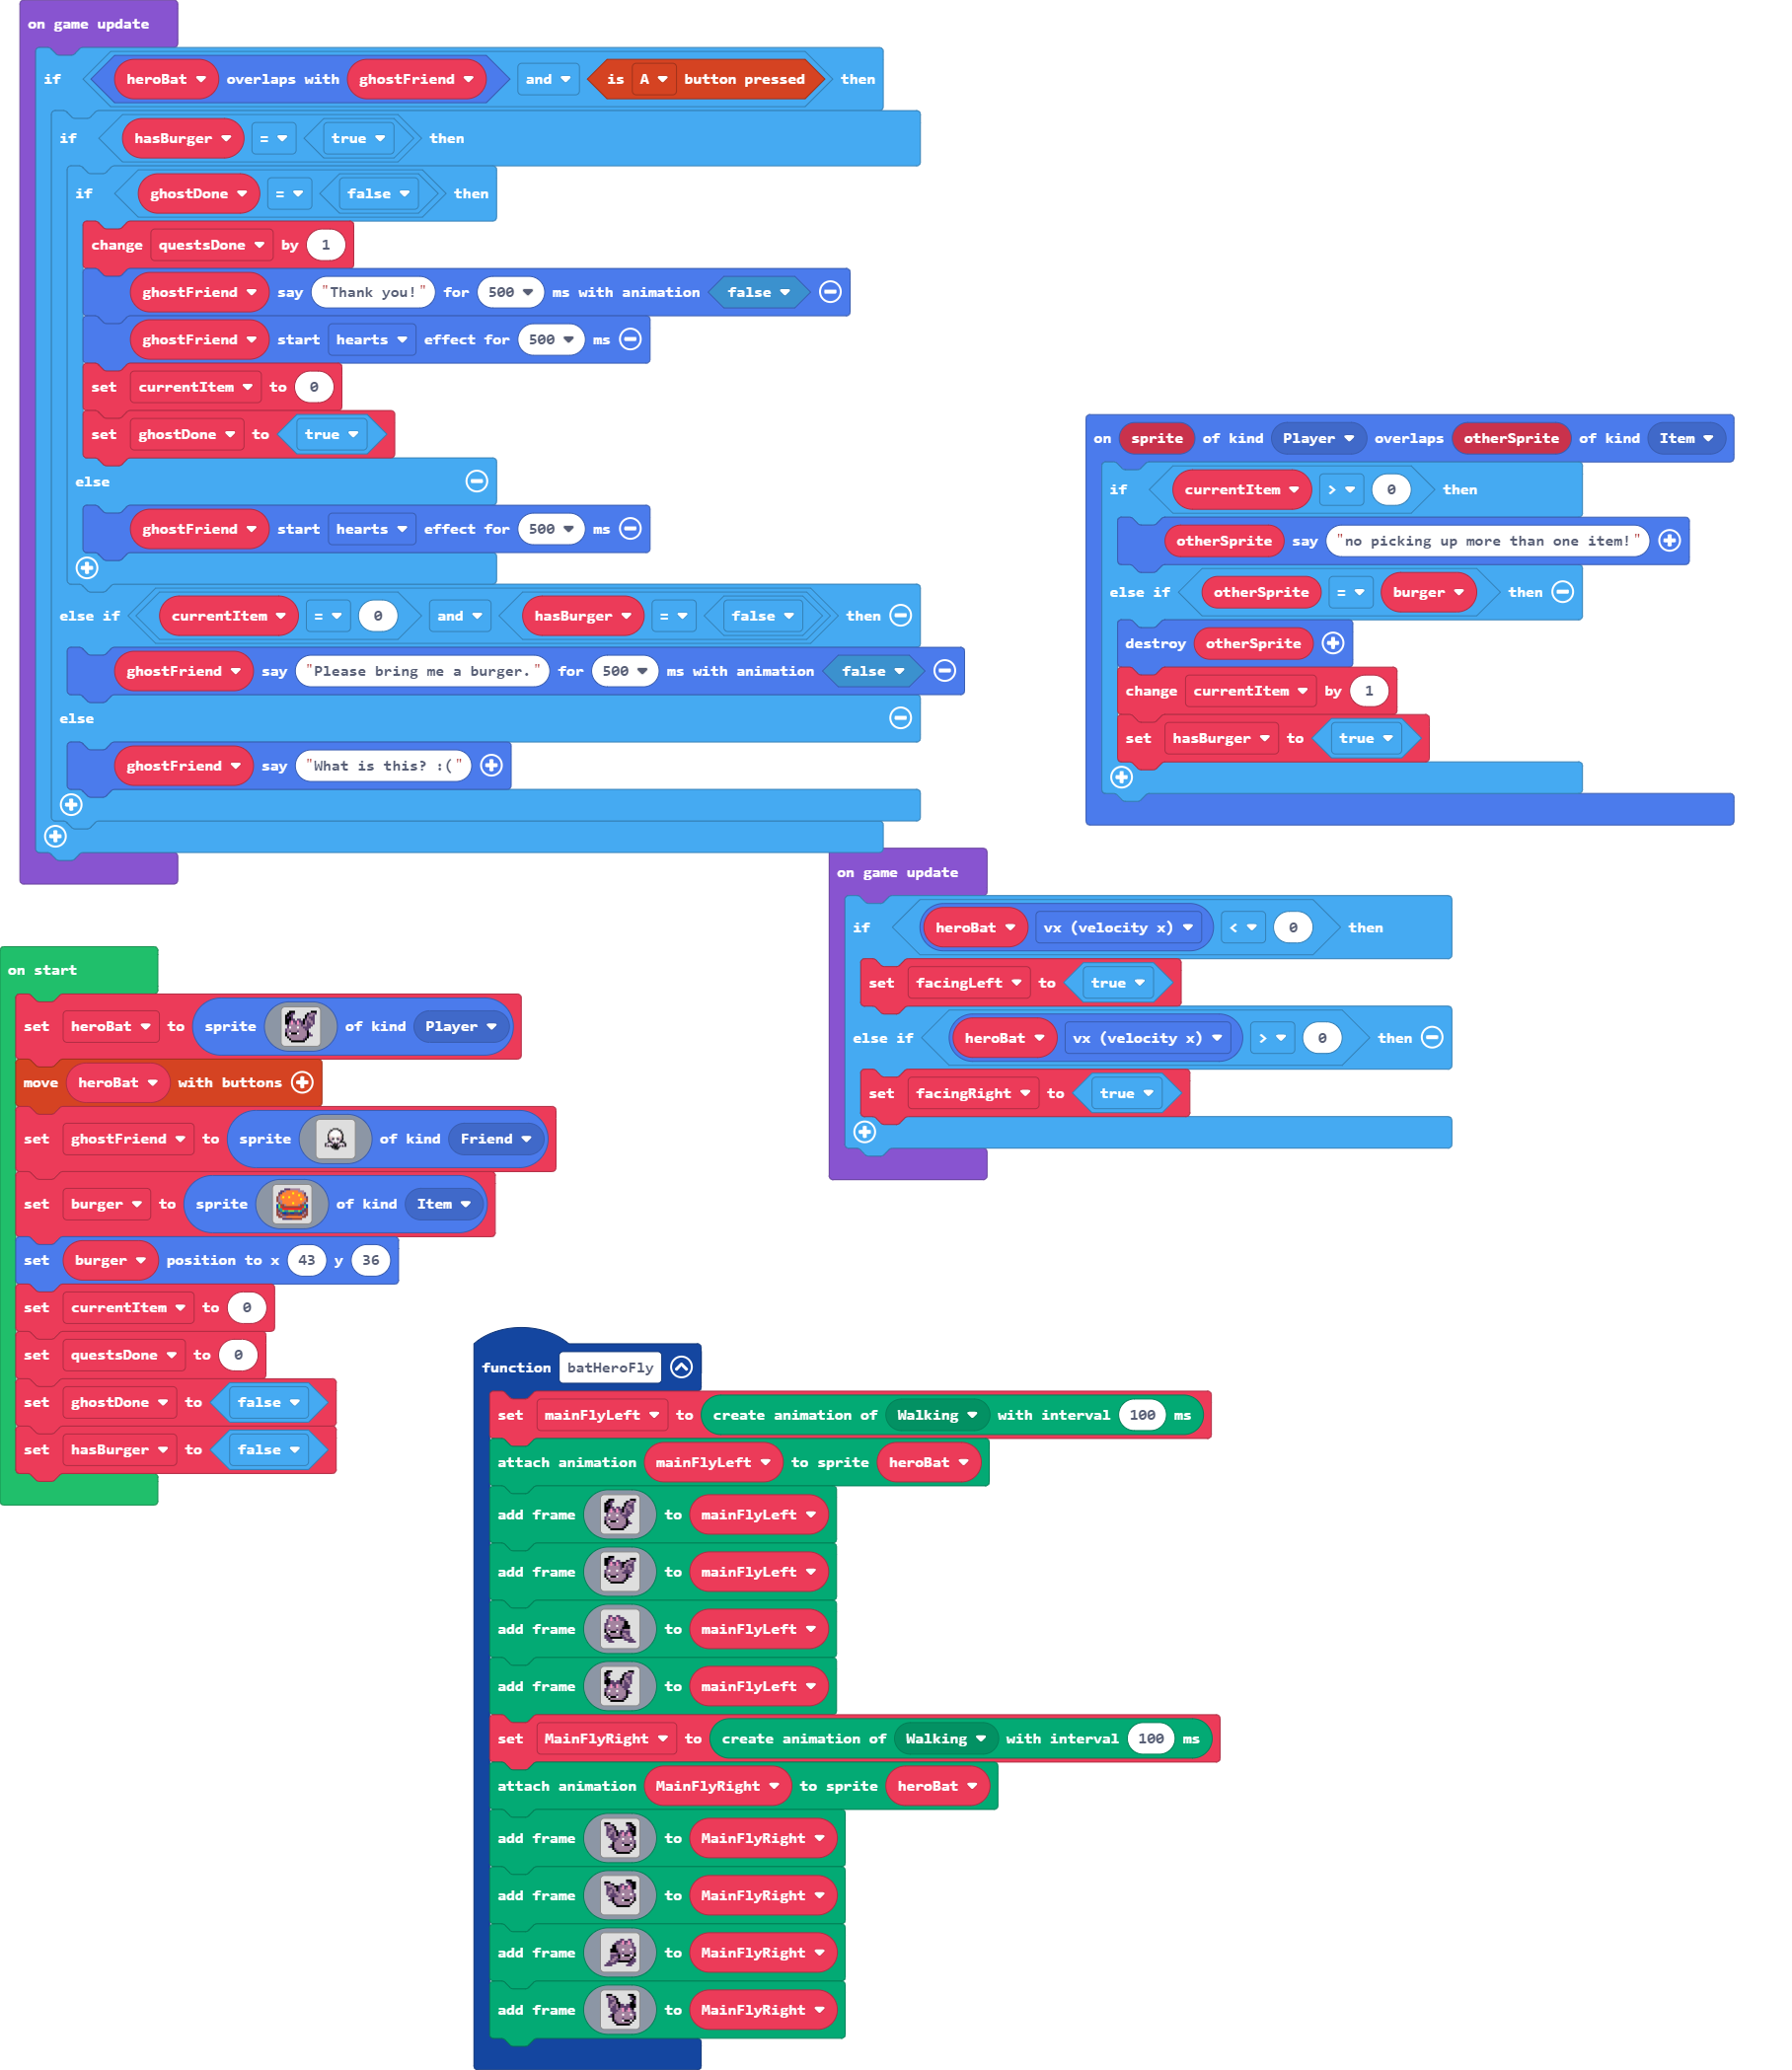 on game update
if heroBat overlaps with ghostFriend and is A button pressed then
if hasBurger = true then
if ghostDone = false then
change questsDone by 1
ghostFriend say "Thank you!" for 500 ms with animation false
ghostFriend start hearts effect for 500 ms
set currentItem to 0
set ghostDone to true
else
ghostFriend start hearts effect for 500 ms
else if currentItem = 0 and hasBurger = false then
ghostFriend say "Please bring me a burger." for 500 ms with animation false
else
ghostFriend say "What is this? :("
on sprite of kind Player overlaps otherSprite of kind Item
if currentItem > 0 then
otherSprite say "no picking up more than one item!"
else if otherSprite = burger then
destroy otherSprite
change currentItem by 1
set hasBurger to true
on game update
if heroBat vx (velocity x) < 0 then
set facingLeft to true
else if heroBat vx (velocity x) > 0 then
set facingRight to true
on start
set heroBat to sprite of kind Player
move heroBat with buttons
set ghostFriend to sprite of kind Friend
set burger to sprite of kind Item
set burger position to x 43 y 36
set currentItem to 0
set questsDone to 0
set ghostDone to false
set hasBurger to false
function batHeroFly
set mainFlyLeft to create animation of Walking with interval 100 ms
attach animation mainFlyLeft to sprite heroBat
add frame to mainFlyLeft
add frame to mainFlyLeft
add frame to mainFlyLeft
add frame to mainFlyLeft
set MainFlyRight to create animation of Walking with interval 100 ms
attach animation MainFlyRight to sprite heroBat
add frame to MainFlyRight
add frame to MainFlyRight
add frame to MainFlyRight
add frame to MainFlyRight